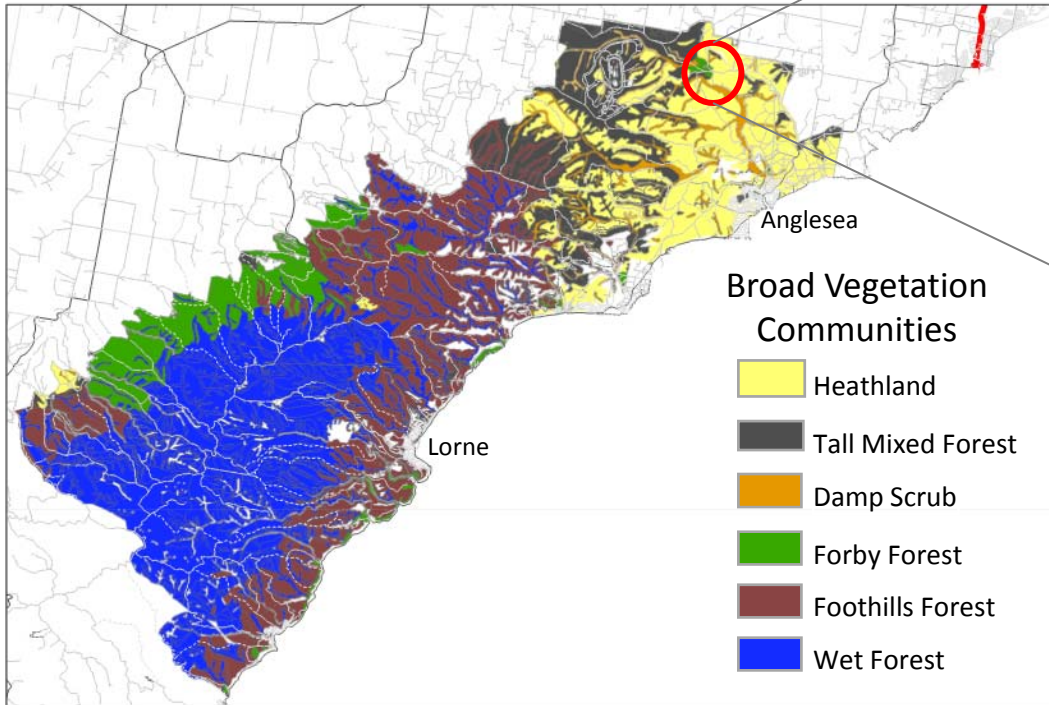 Anglesea
Broad Vegetation
Communities
Heathland
Tall Mixed Forest
Lorne
Damp Scrub
Forby Forest
Foothills Forest
Wet Forest